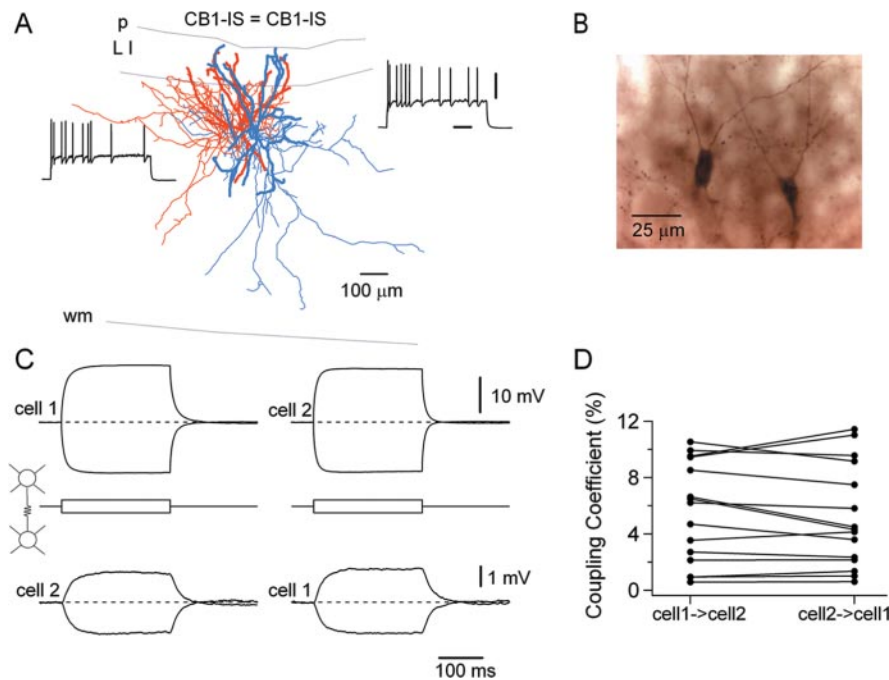 A
CB1-IS = CB1-IS
p
L I
100 μm
wm
B
25 μm
C
cell 1
cell 2
10 mV
cell 2
cell 1
1 mV
100 ms
D
Coupling Coefficient (%)
12
8
4
0
cell1->cell2
cell2->cell1